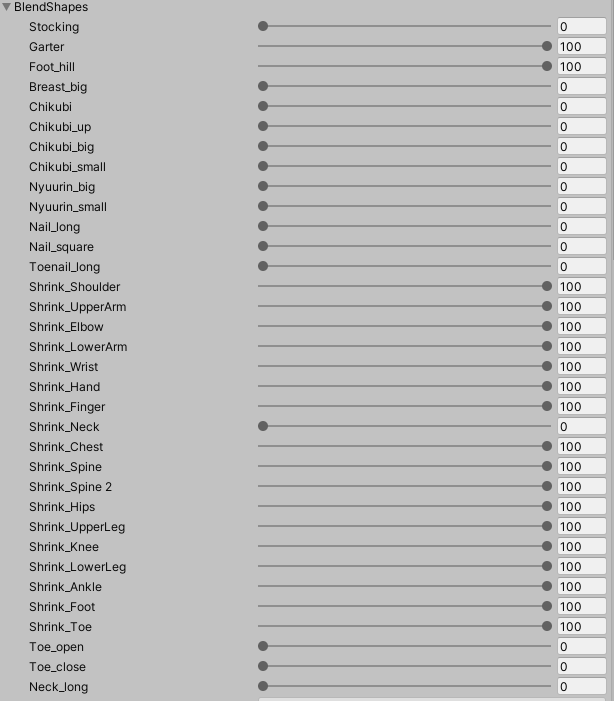 BlendShapes
Stocking 0
Garter 100
Foot_hill 100
Breast_big 0
Chikubi 0
Chikubi_up 0
Chikubi_big 0
Chikubi_small 0
Nyuurin_big 0
Nyuurin_small 0
Nail_long 0
Nail_square 0
Toenail_long 0
Shrink_Shoulder 100
Shrink_UpperArm 100
Shrink_Elbow 100
Shrink_LowerArm 100
Shrink_Wrist 100
Shrink_Hand 100
Shrink_Finger 100
Shrink_Neck 0
Shrink_Chest 100
Shrink_Spine 100
Shrink_Spine 2 100
Shrink_Hips 100
Shrink_UpperLeg 100
Shrink_Knee 100
Shrink_LowerLeg 100
Shrink_Ankle 100
Shrink_Foot 100
Shrink_Toe 100
Toe_open 0
Toe_close 0
Neck_long 0